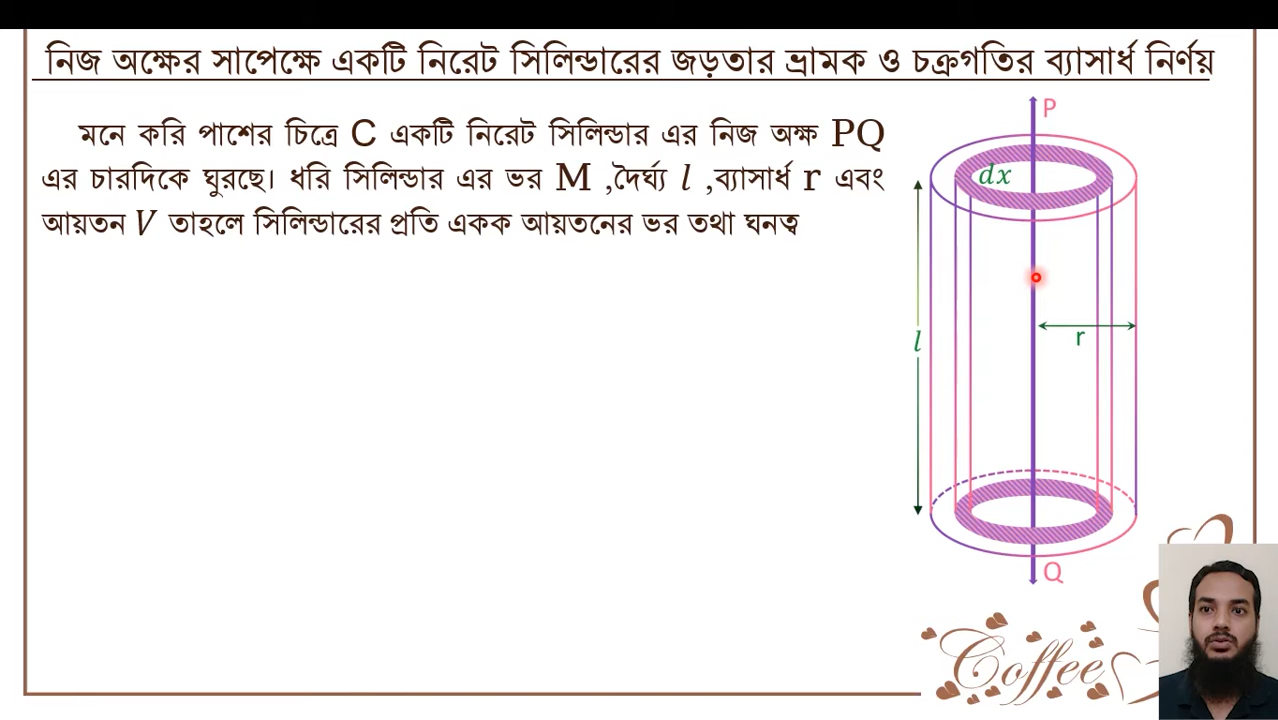 নিজ অক্ষের সাপেক্ষে একটি নিরেট সিলিন্ডারের জড়তার ভ্রামক ও চক্রগতির ব্যাসার্ধ নির্ণয়
মনে করি পাশের চিত্রে C একটি নিরেট সিলিন্ডার এর নিজ অক্ষ PQ
এর চারদিকে ঘুরছে। ধরি সিলিন্ডার এর ভর M ,দৈর্ঘ্য l ,ব্যাসার্ধ r এবং
আয়তন V তাহলে সিলিন্ডারের প্রতি একক আয়তনের ভর তথা ঘনত্ব
P
dx
l
r
Q
Coffee